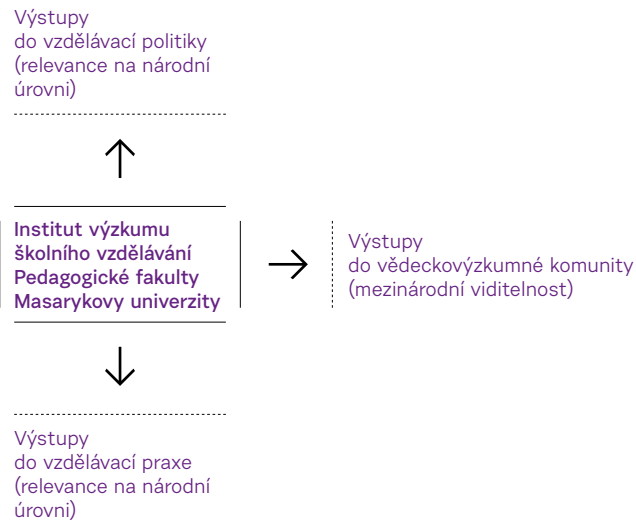 Výstupy
do vzdělávací politiky
(relevance na národní
úrovni)
Institut výzkumu
školního vzdělávání
Pedagogické fakulty
Masarykovy univerzity
Výstupy
do vědeckovýzkumné komunity
(mezinárodní viditelnost)
Výstupy
do vzdělávací praxe
(relevance na národní
úrovni)